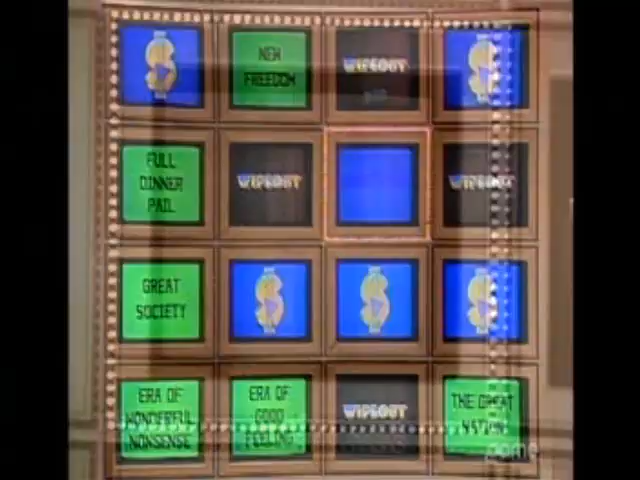 NEW
FREEDOM
WIPEOUT
FULL
DINNER
PAIL
WIPEOUT
WIPEOUT
GREAT
SOCIETY
ERA OF
WONDERFUL
NONSENSE
ERA OF
GOOD
FEELING
WIPEOUT
THE GREAT